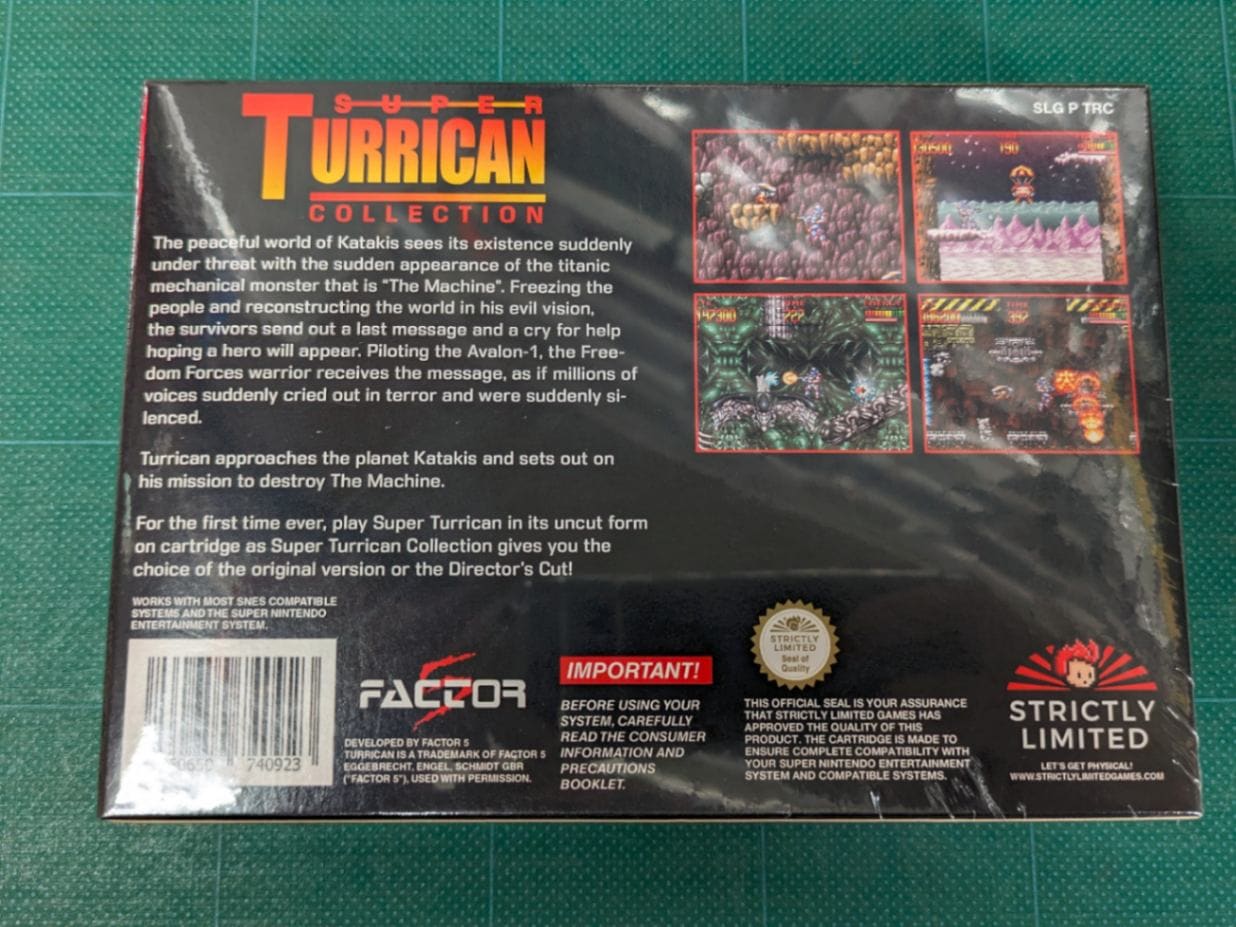 SUPER
TURRICAN
COLLECTION
SLG P TRC
The peaceful world of Katakis sees its existence suddenly
under threat with the sudden appearance of the titanic
mechanical monster that is "The Machine". Freezing the
people and reconstructing the world in his evil vision,
the survivors send out a last message and a cry for help
hoping a hero will appear. Piloting the Avalon-1, the Free-
dom Forces warrior receives the message, as if millions of
voices suddenly cried out in terror and were suddenly si-
lenced.
Turrican approaches the planet Katakis and sets out on
his mission to destroy The Machine.
For the first time ever, play Super Turrican in its uncut form
on cartridge as Super Turrican Collection gives you the
choice of the original version or the Director's Cut!
WORKS WITH MOST SNES COMPATIBLE
SYSTEMS AND THE SUPER NINTENDO
ENTERTAINMENT SYSTEM.
740923
FACTOR
5
DEVELOPED BY FACTOR 5
TURRICAN IS A TRADEMARK OF FACTOR 5
EGGEBRECHT, ENGEL, SCHMIDT GBR
("FACTOR 5"), USED WITH PERMISSION.
IMPORTANT!
BEFORE USING YOUR
SYSTEM, CAREFULLY
READ THE CONSUMER
INFORMATION AND
PRECAUTIONS
BOOKLET.
STRICTLY
LIMITED
Seal of
Quality
THIS OFFICIAL SEAL IS YOUR ASSURANCE
THAT STRICTLY LIMITED GAMES HAS
APPROVED THE QUALITY OF THIS
PRODUCT. THE CARTRIDGE IS MADE TO
ENSURE COMPLETE COMPATIBILITY WITH
YOUR SUPER NINTENDO ENTERTAINMENT
SYSTEM AND COMPATIBLE SYSTEMS.
STRICTLY
LIMITED
LET'S GET PHYSICAL!
WWW.STRICTLYLIMITEDGAMES.COM